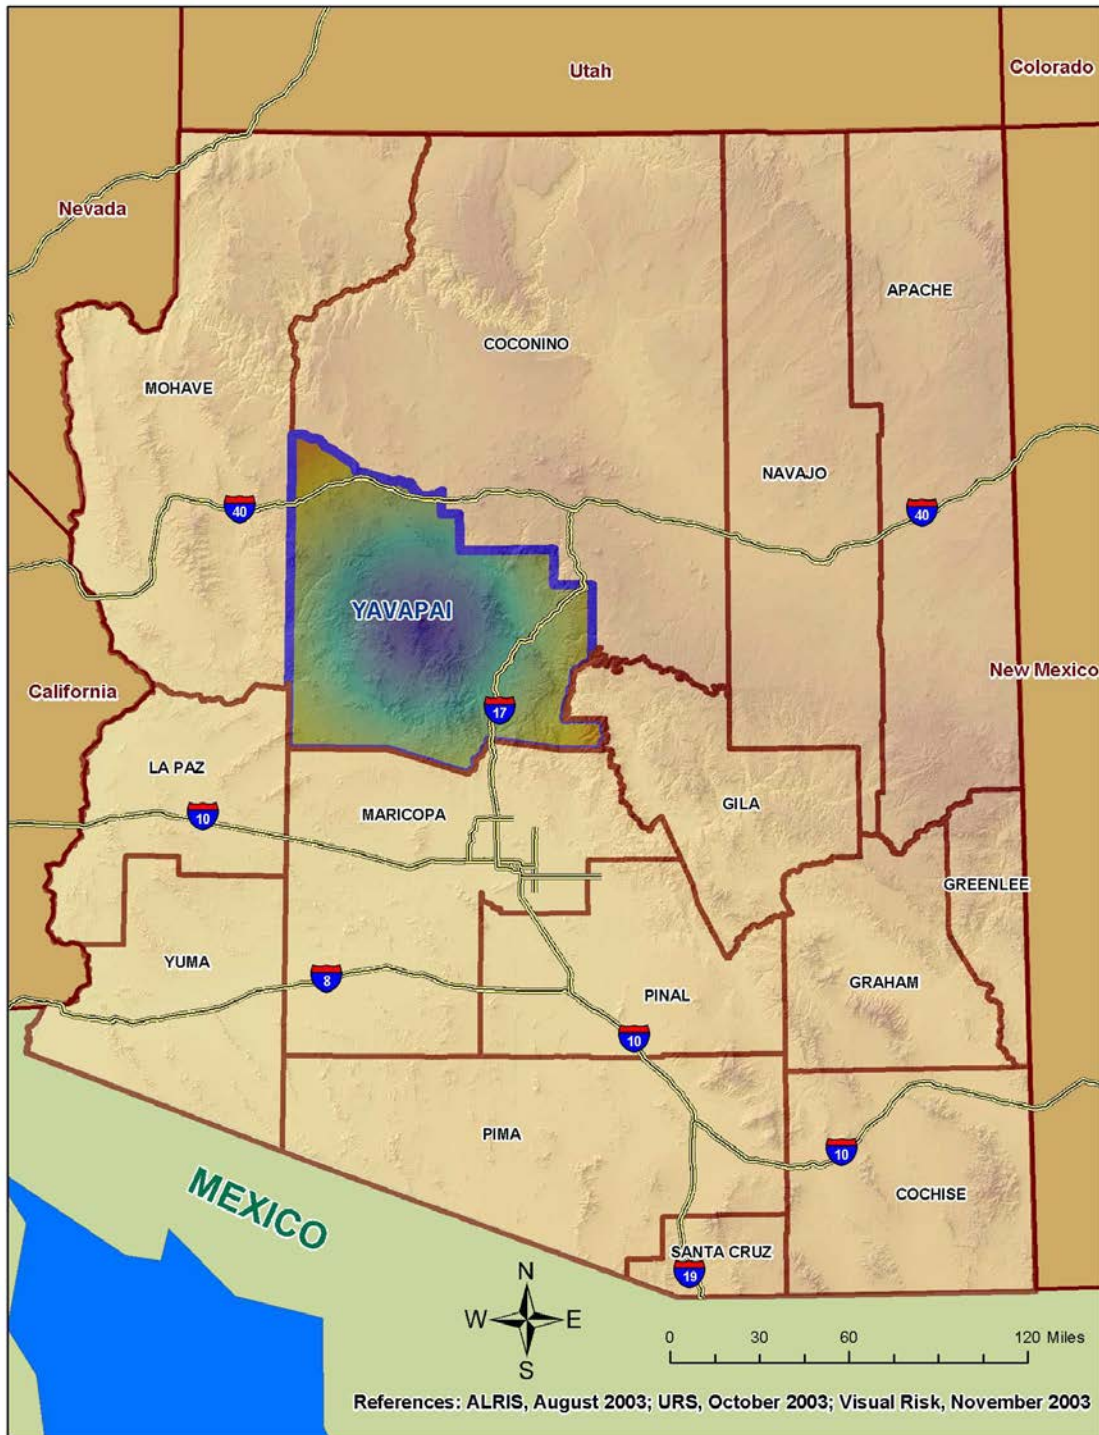 Utah
Colorado
Nevada
APACHE
COCONINO
MOHAVE
NAVAJO
40
40
YAVAPAI
New Mexico
California
17
LA PAZ
GILA
MARICOPA
10
GREENLEE
YUMA
8
GRAHAM
PINAL
10
PIMA
10
COCHISE
MEXICO
SANTA CRUZ
19
N
W E
S
0 30 60 120 Miles
References: ALRIS, August 2003; URS, October 2003; Visual Risk, November 2003